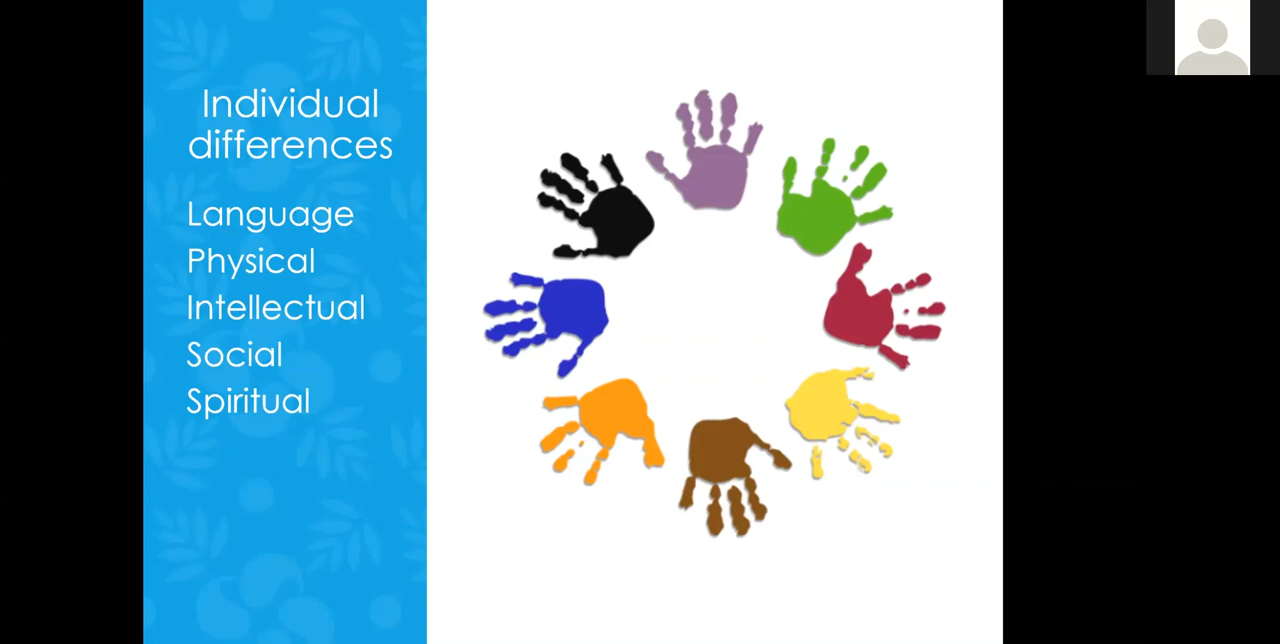 Individual
differences
Language
Physical
Intellectual
Social
Spiritual